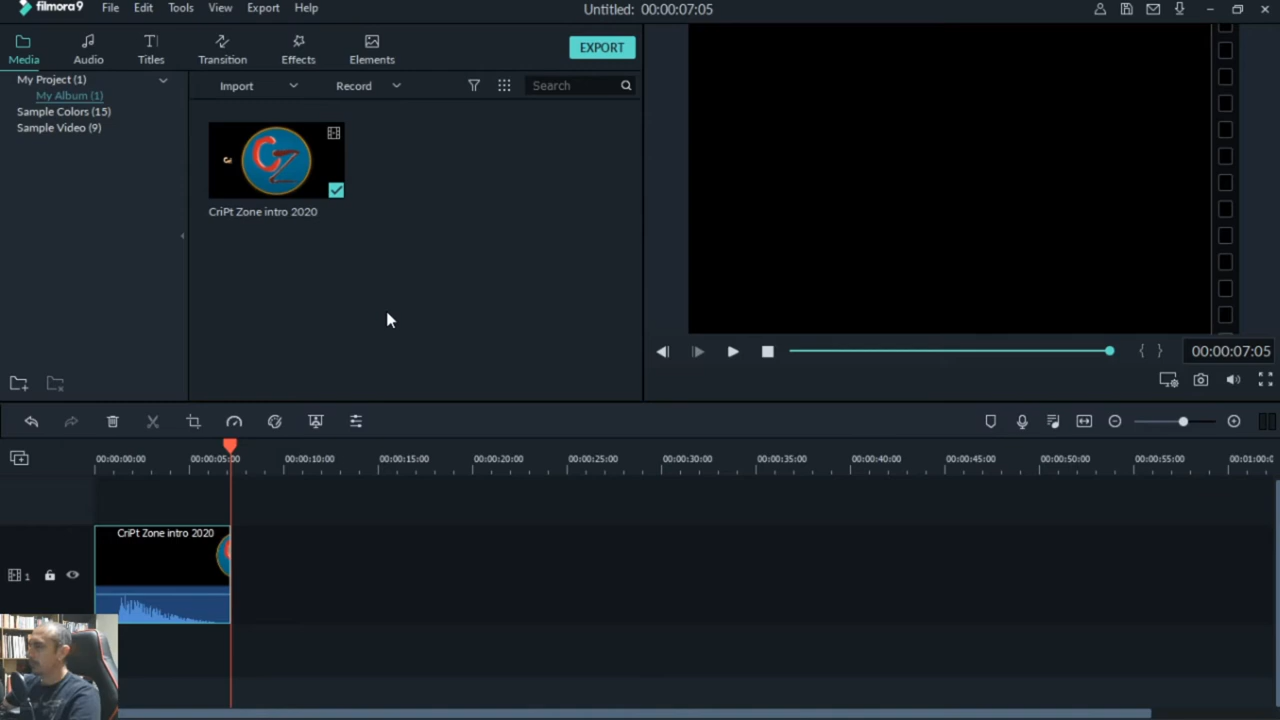 filmora9 File Edit Tools View Export Help Untitled: 00:00:07:05
Media Audio Titles Transition Effects Elements EXPORT
My Project (1)
My Album (1)
Sample Colors (15)
Sample Video (9)
Import Record Search
CZ
CriPt Zone intro 2020
00:00:07:05
00:00:00:00 00:00:05:00 00:00:10:00 00:00:15:00 00:00:20:00 00:00:25:00 00:00:30:00 00:00:35:00 00:00:40:00 00:00:45:00 00:00:50:00 00:00:55:00 00:01:00:0
CriPt Zone intro 2020
1